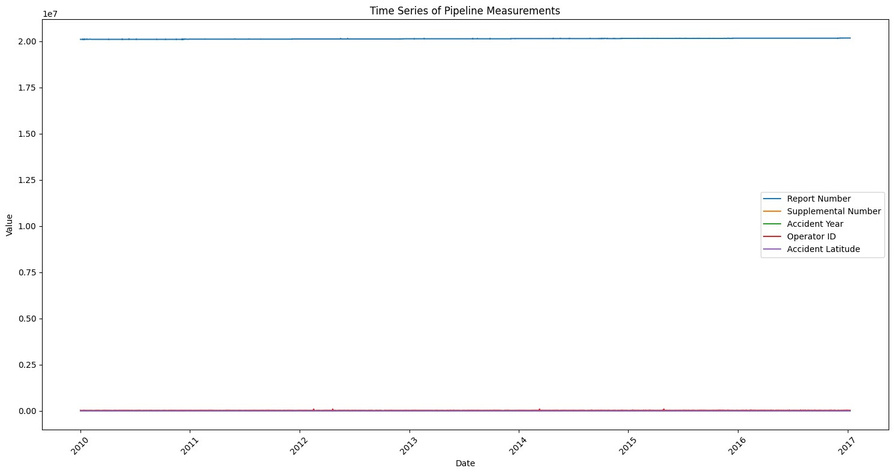 Time Series of Pipeline Measurements
1e7
2.00
1.75
1.50
1.25
1.00
0.75
0.50
0.25
0.00
Value
Report Number
Supplemental Number
Accident Year
Operator ID
Accident Latitude
2010
2011
2012
2013
2014
2015
2016
2017
Date